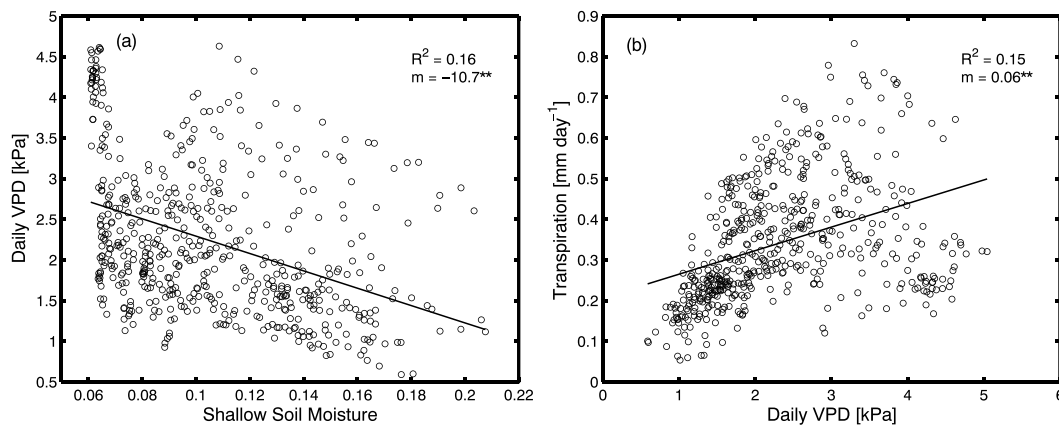 (a)
R² = 0.16
m = −10.7**
Daily VPD [kPa]
5
4.5
4
3.5
3
2.5
2
1.5
1
0.5
0.06 0.08 0.1 0.12 0.14 0.16 0.18 0.2 0.22
Shallow Soil Moisture
(b)
R² = 0.15
m = 0.06**
Transpiration [mm day⁻¹]
0.9
0.8
0.7
0.6
0.5
0.4
0.3
0.2
0.1
0
1 2 3 4 5 6
Daily VPD [kPa]